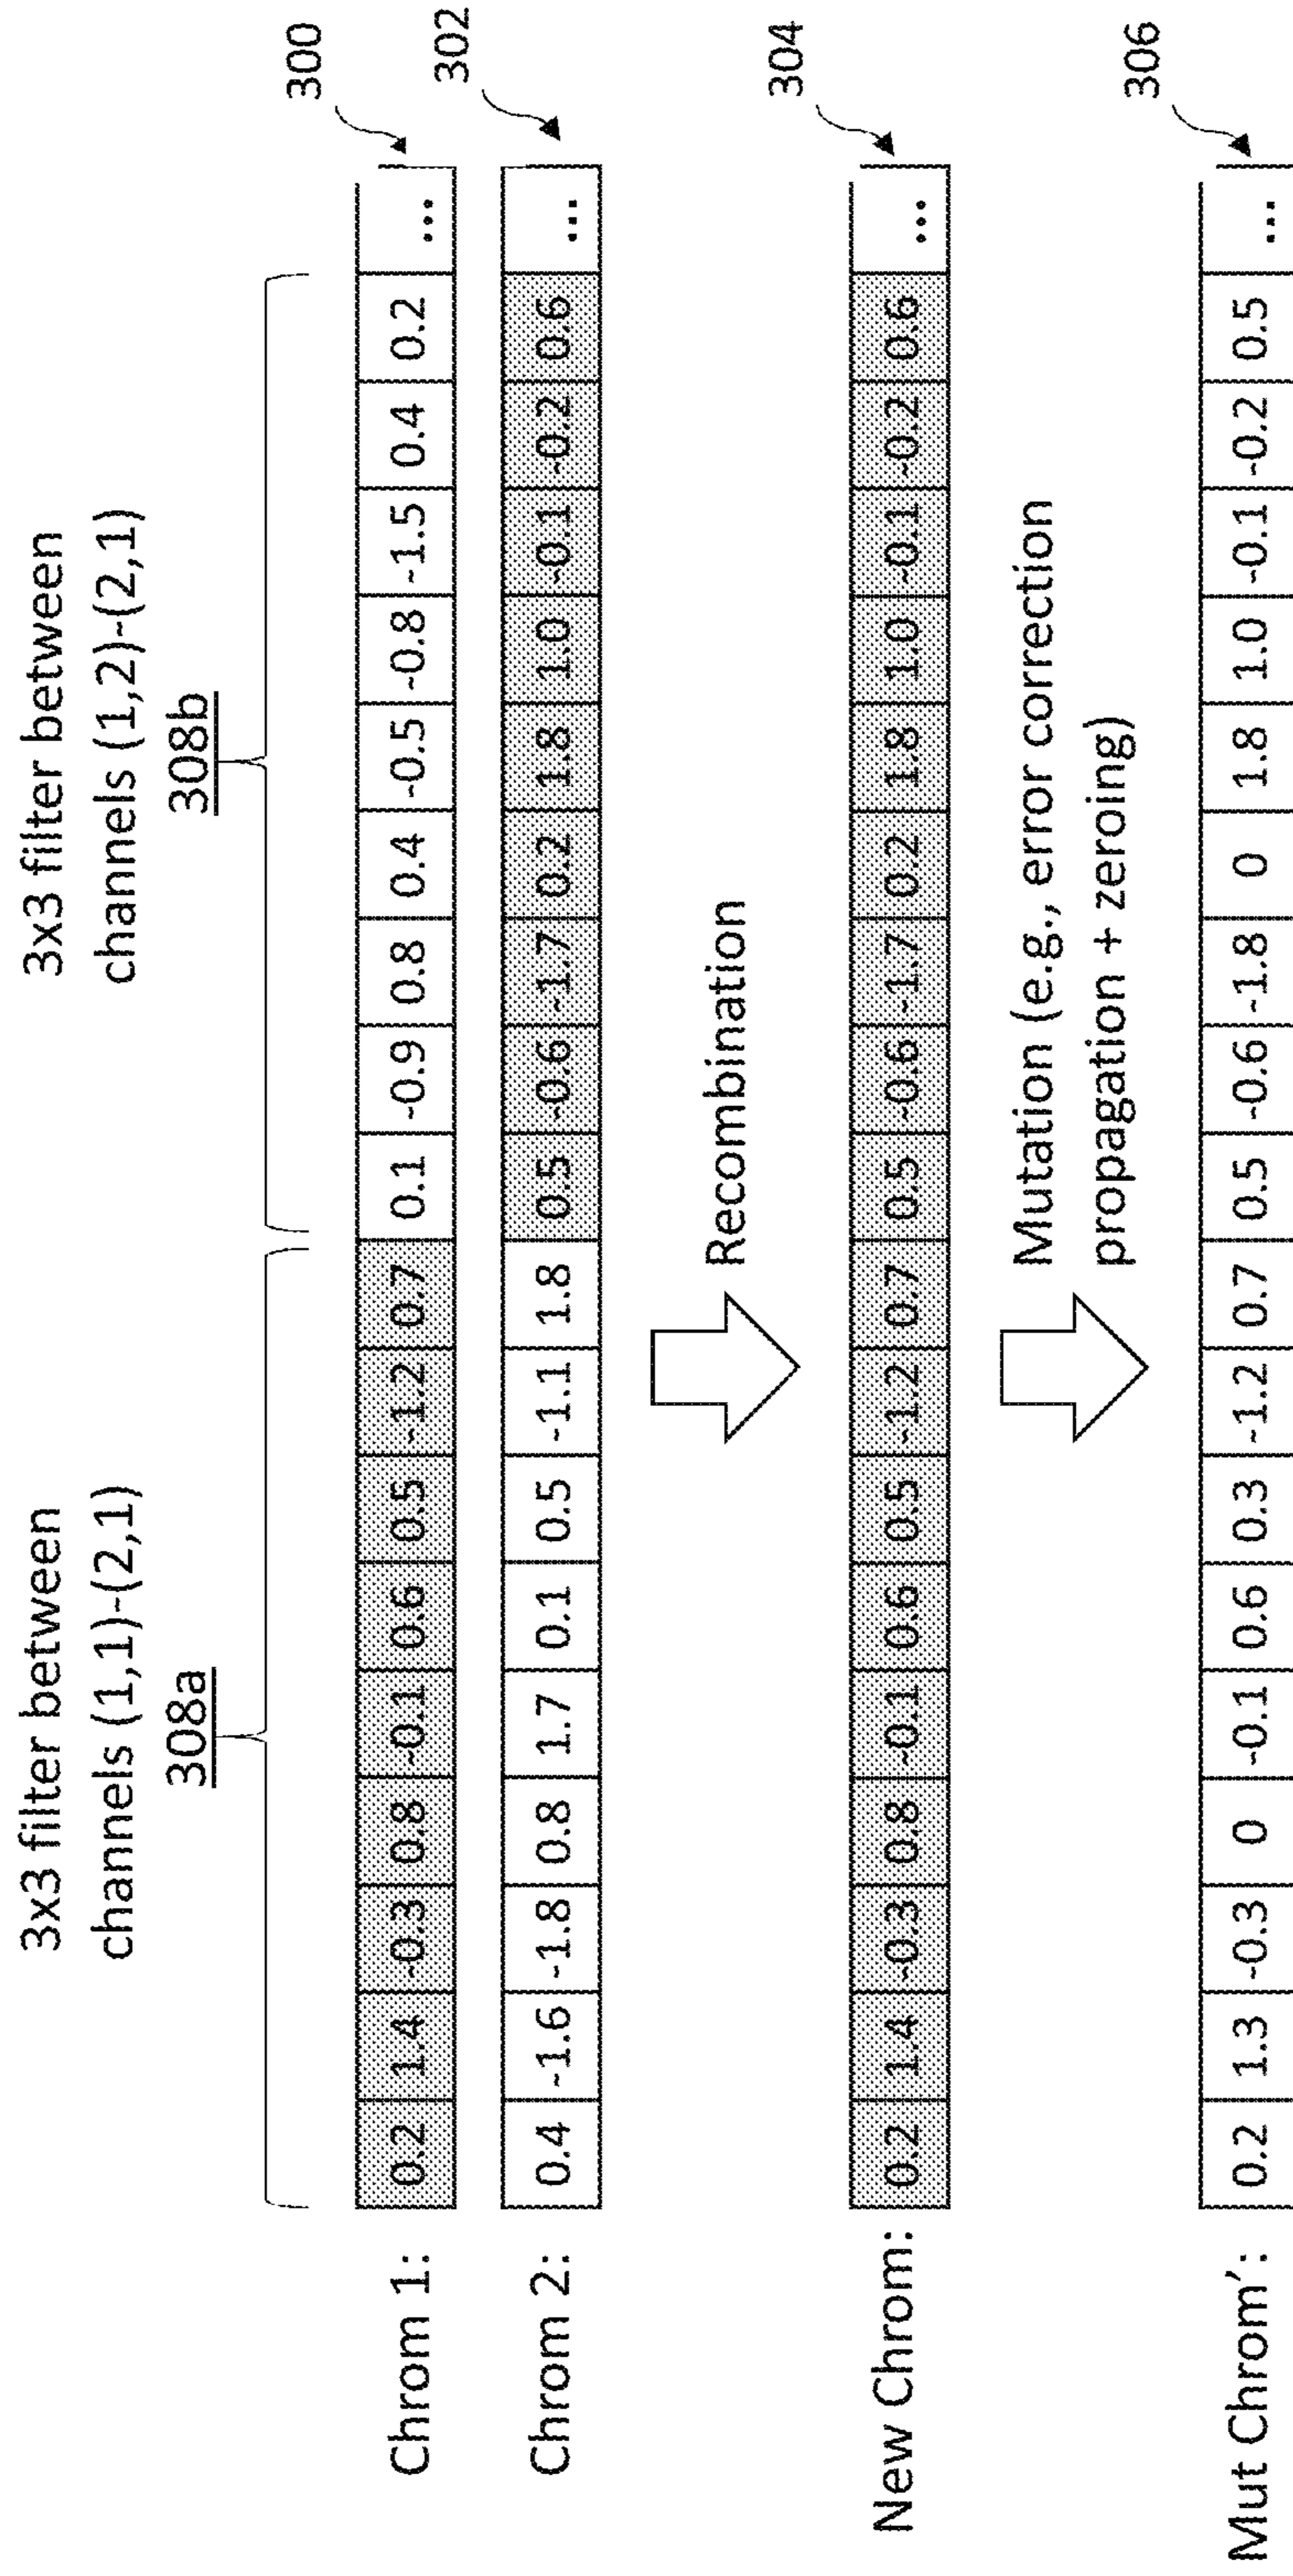 3x3 filter between
channels (1,1)-(2,1)
308a
3x3 filter between
channels (1,2)-(2,1)
308b
300
Chrom 1: 0.2 1.4 -0.3 0.8 -0.1 0.6 0.5 -1.2 0.7 0.1 -0.9 0.8 0.4 -0.5 -0.8 -1.5 0.4 0.2 ...
302
Chrom 2: 0.4 -1.6 -1.8 0.8 1.7 0.1 0.5 -1.1 1.8 0.5 -0.6 -1.7 0.2 1.8 1.0 -0.1 -0.2 0.6 ...
Recombination
304
New Chrom: 0.2 1.4 -0.3 0.8 -0.1 0.6 0.5 -1.2 0.7 0.5 -0.6 -1.7 0.2 1.8 1.0 -0.1 -0.2 0.6 ...
Mutation (e.g., error correction
propagation + zeroing)
306
Mut Chrom': 0.2 1.3 -0.3 0 -0.1 0.6 0.3 -1.2 0.7 0.5 -0.6 -1.8 0 1.8 1.0 -0.1 -0.2 0.5 ...